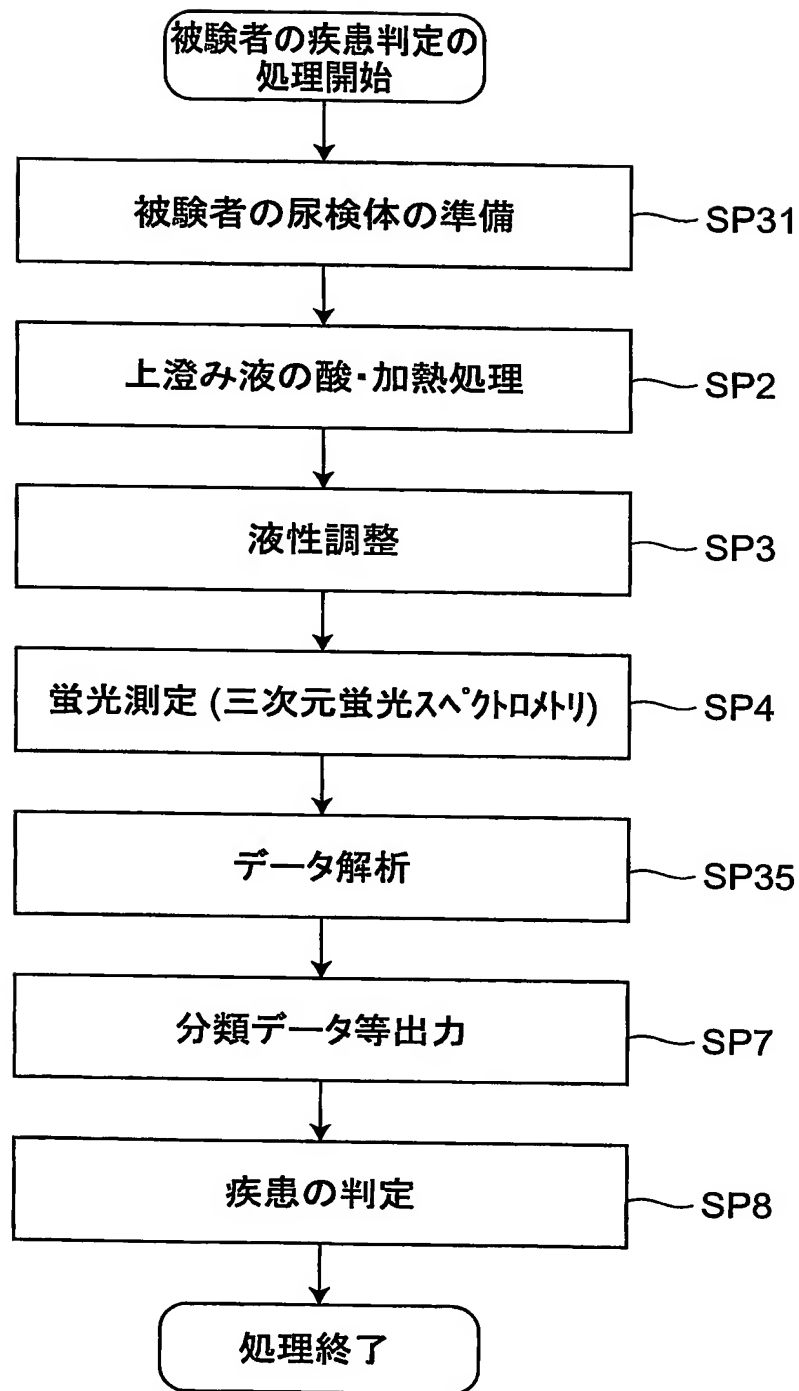 被験者の疾患判定の
処理開始
被験者の尿検体の準備 SP31
上澄み液の酸・加熱処理 SP2
液性調整 SP3
蛍光測定 (三次元蛍光ｽﾍﾟｸﾄﾛﾒﾄﾘ) SP4
データ解析 SP35
分類データ等出力 SP7
疾患の判定 SP8
処理終了